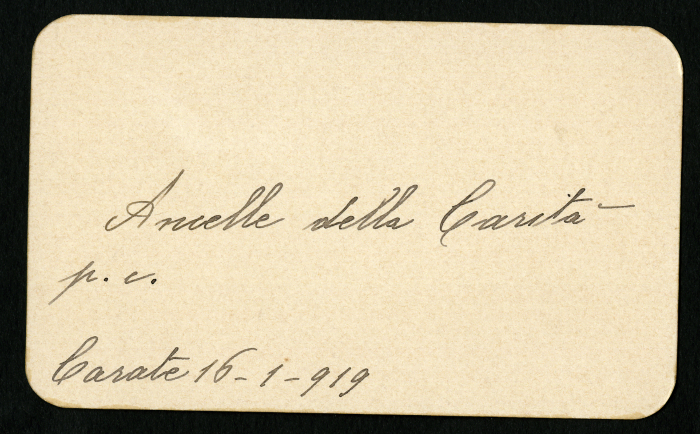 Ancelle della Carità
p. c.
Carate 16-1-919